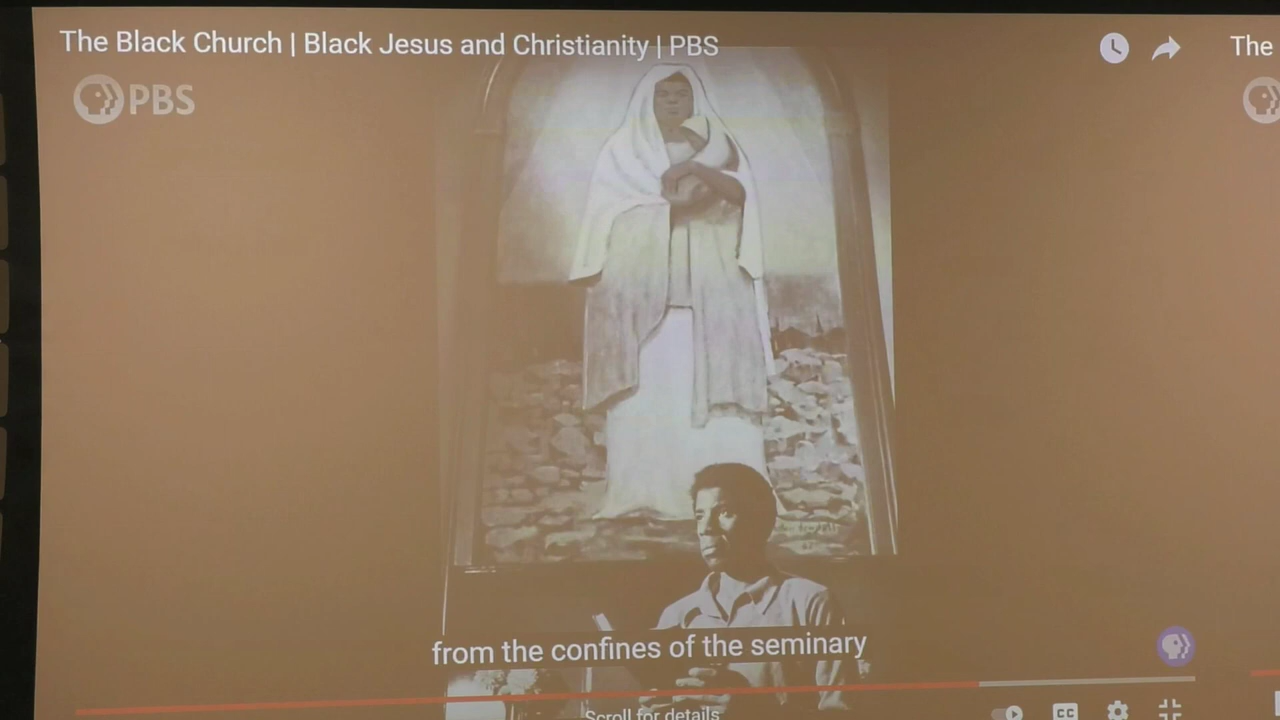 The Black Church | Black Jesus and Christianity | PBS
The
PBS
from the confines of the seminary
CC
Scroll for details